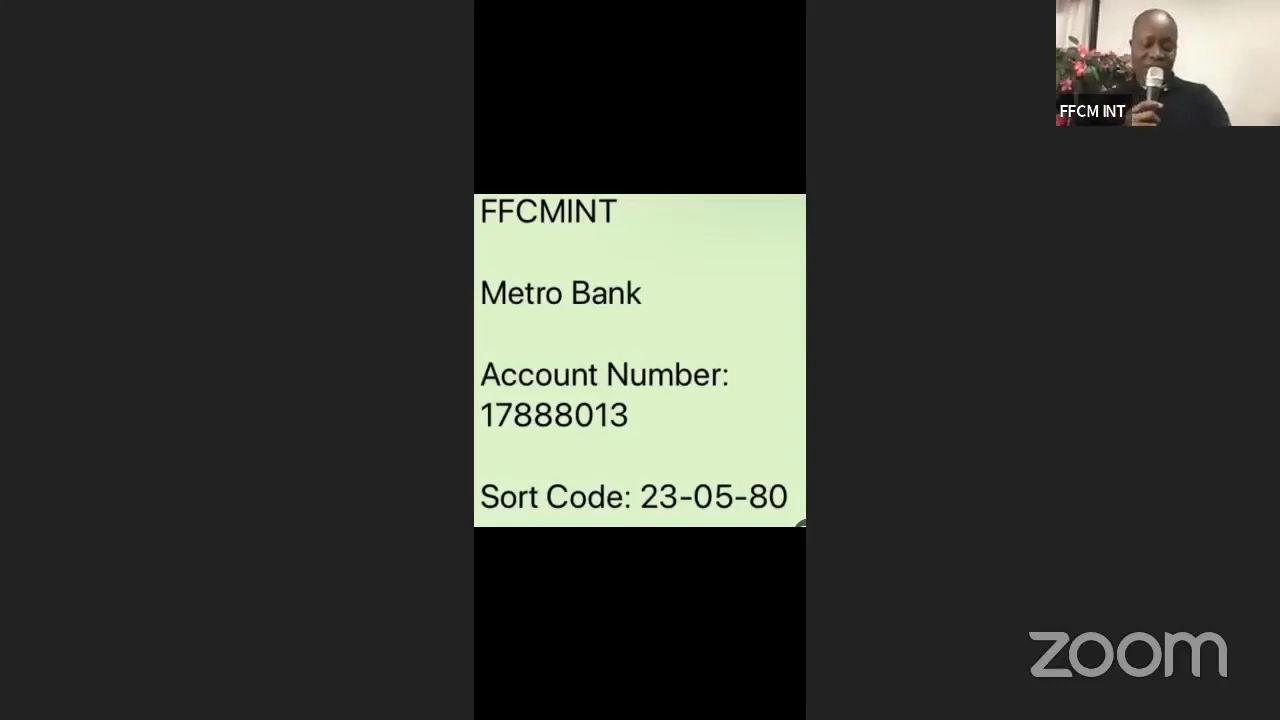 FFCM INT
FFCMINT
Metro Bank
Account Number:
17888013
Sort Code: 23-05-80
zoom